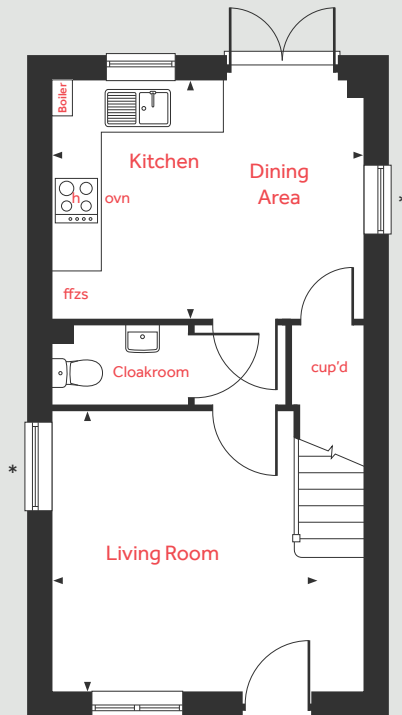 Boiler
Kitchen
Dining
Area
h
ovn
*
ffzs
Cloakroom
cup'd
*
Living Room